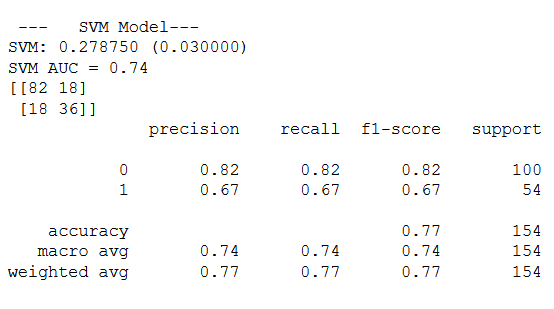 ---   SVM Model---
SVM: 0.278750 (0.030000)
SVM AUC = 0.74
[[82 18]
 [18 36]]
              precision    recall  f1-score   support

           0       0.82      0.82      0.82       100
           1       0.67      0.67      0.67        54

    accuracy                           0.77       154
   macro avg       0.74      0.74      0.74       154
weighted avg       0.77      0.77      0.77       154